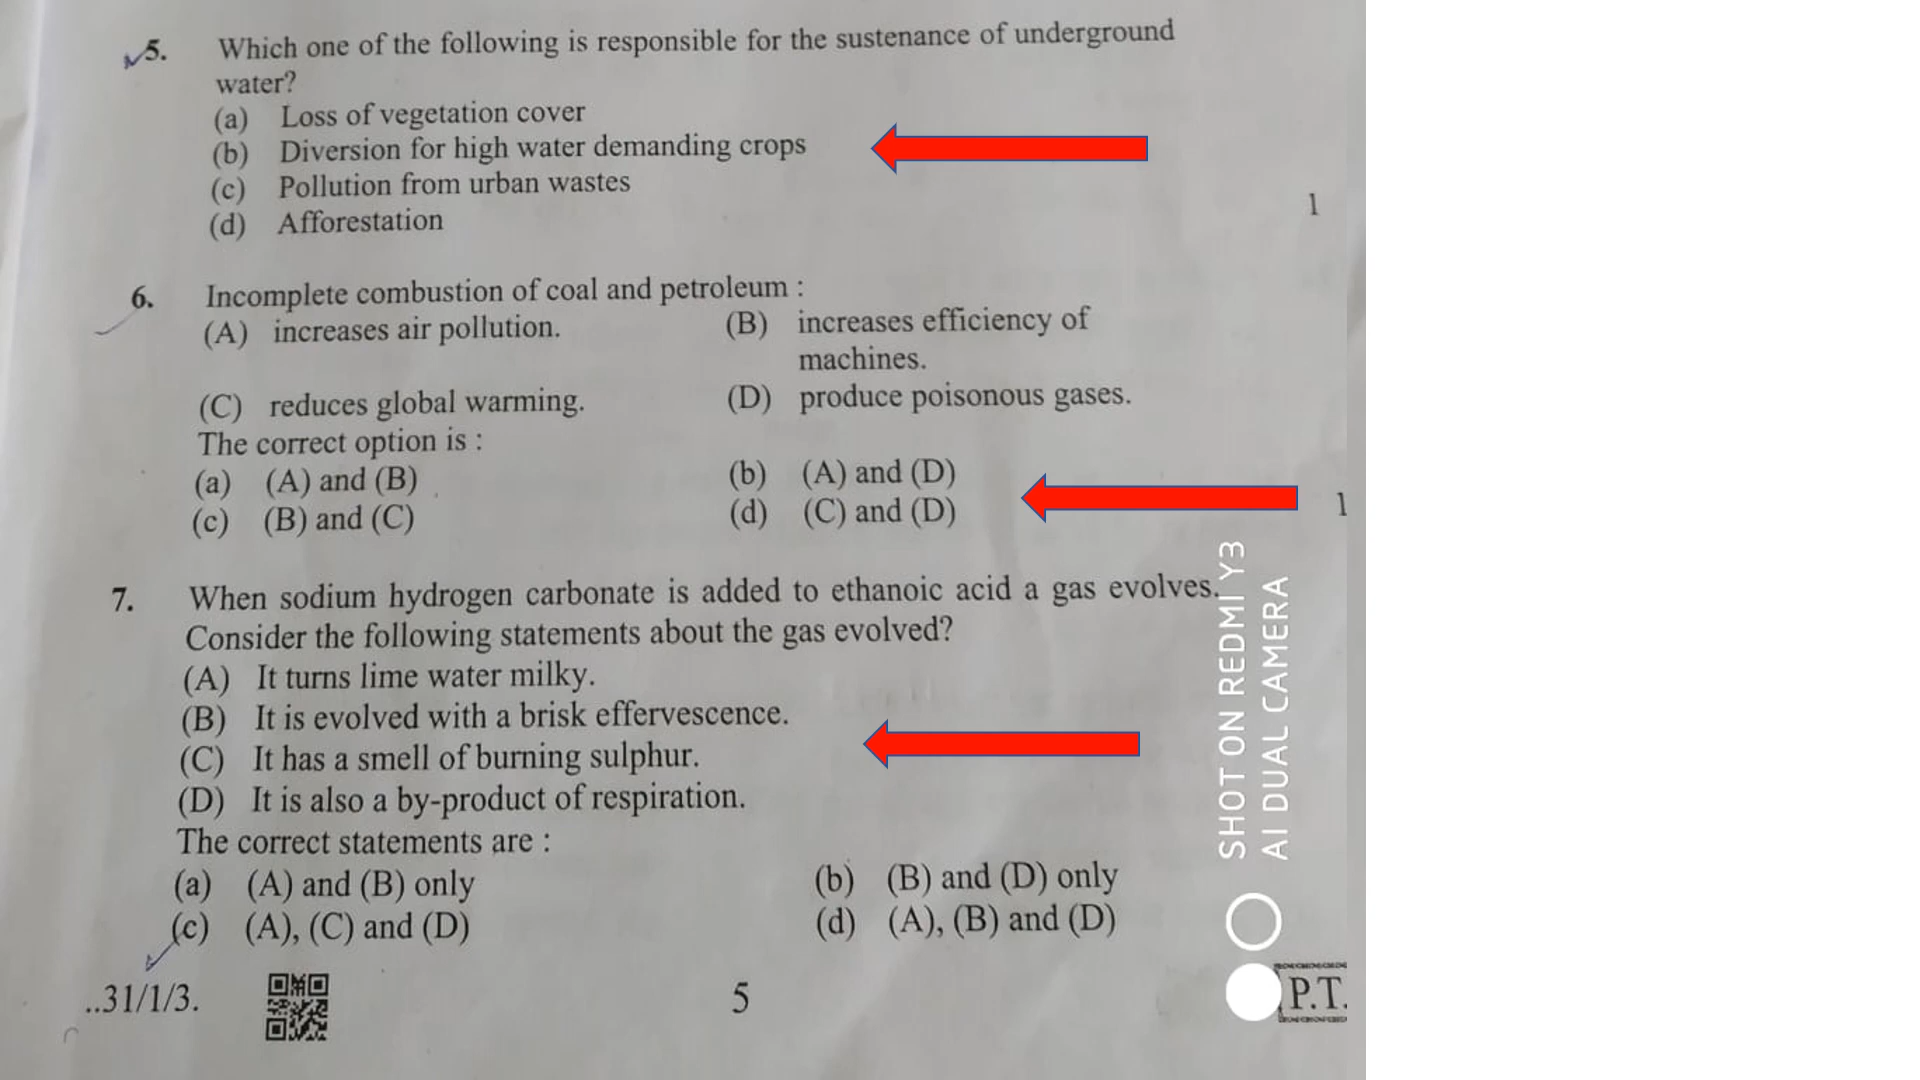 5. Which one of the following is responsible for the sustenance of underground
water?
(a) Loss of vegetation cover
(b) Diversion for high water demanding crops
(c) Pollution from urban wastes
(d) Afforestation
1
6. Incomplete combustion of coal and petroleum :
(A) increases air pollution. (B) increases efficiency of
machines.
(C) reduces global warming. (D) produce poisonous gases.
The correct option is :
(a) (A) and (B) (b) (A) and (D)
(c) (B) and (C) (d) (C) and (D)
1
7. When sodium hydrogen carbonate is added to ethanoic acid a gas evolves.
Consider the following statements about the gas evolved?
(A) It turns lime water milky.
(B) It is evolved with a brisk effervescence.
(C) It has a smell of burning sulphur.
(D) It is also a by-product of respiration.
The correct statements are :
(a) (A) and (B) only (b) (B) and (D) only
(c) (A), (C) and (D) (d) (A), (B) and (D)
..31/1/3. 5 P.T.
SHOT ON REDMI Y3
AI DUAL CAMERA